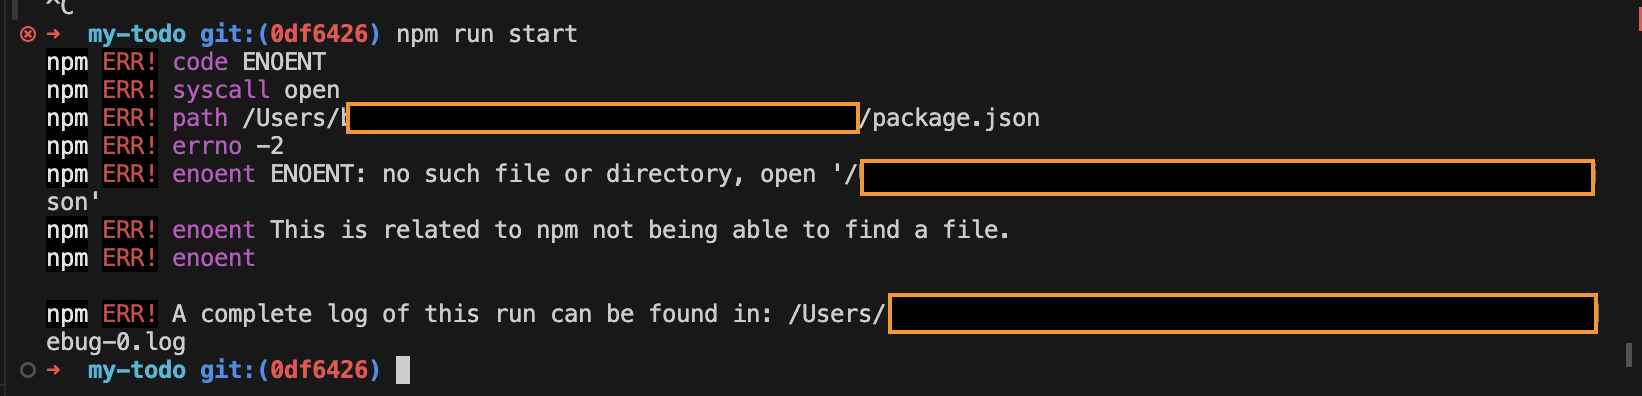 ^C
→ my-todo git:(0df6426) npm run start
npm ERR! code ENOENT
npm ERR! syscall open
npm ERR! path /Users/ /package.json
npm ERR! errno -2
npm ERR! enoent ENOENT: no such file or directory, open '/
son'
npm ERR! enoent This is related to npm not being able to find a file.
npm ERR! enoent
npm ERR! A complete log of this run can be found in: /Users/
ebug-0.log
→ my-todo git:(0df6426)